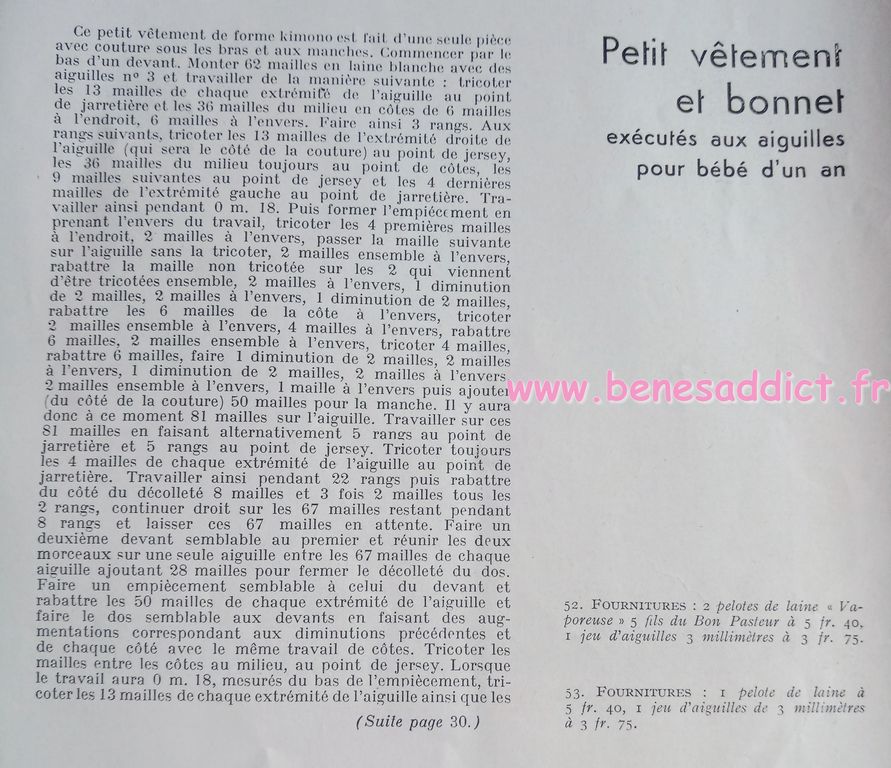 Ce petit vêtement de forme kimono est fait d'une seule pièce
avec couture sous les bras et aux manches. Commencer par le
bas d'un devant. Monter 62 mailles en laine blanche avec des
aiguilles nº 3 et travailler de la manière suivante : tricoter
les 13 mailles de chaque extrémité de l'aiguille au point
de jarretière et les 36 mailles du milieu en côtes de 6 mailles
à l'endroit, 6 mailles à l'envers. Faire ainsi 3 rangs. Aux
rangs suivants, tricoter les 13 mailles de l'extrémité droite de
l'aiguille (qui sera le côté de la couture) au point de jersey,
les 36 mailles du milieu toujours au point de côtes, les
9 mailles suivantes au point de jersey et les 4 dernières
mailles de l'extrémité gauche au point de jarretière. Tra-
vailler ainsi pendant 0 m. 18. Puis former l'empiécement en
prenant l'envers du travail, tricoter les 4 premières mailles
à l'endroit, 2 mailles à l'envers, passer la maille suivante
sur l'aiguille sans la tricoter, 2 mailles ensemble à l'envers,
rabattre la maille non tricotée sur les 2 qui viennent
d'être tricotées ensemble, 2 mailles à l'envers, 1 diminution
de 2 mailles, 2 mailles à l'envers, 1 diminution de 2 mailles,
rabattre les 6 mailles de la côte à l'envers, tricoter
2 mailles ensemble à l'envers, 4 mailles à l'envers, rabattre
6 mailles, 2 mailles ensemble à l'envers, tricoter 4 mailles,
rabattre 6 mailles, faire 1 diminution de 2 mailles, 2 mailles
à l'envers, 1 diminution de 2 mailles, 2 mailles à l'envers,
2 mailles ensemble à l'envers, 1 maille à l'envers puis ajouter
(du côté de la couture) 50 mailles pour la manche. Il y aura
donc à ce moment 81 mailles sur l'aiguille. Travailler sur ces
81 mailles en faisant alternativement 5 rangs au point de
jarretière et 5 rangs au point de jersey. Tricoter toujours
les 4 mailles de chaque extrémité de l'aiguille au point de
jarretière. Travailler ainsi pendant 22 rangs puis rabattre
du côté du décolleté 8 mailles et 3 fois 2 mailles tous les
2 rangs, continuer droit sur les 67 mailles restant pendant
8 rangs et laisser ces 67 mailles en attente. Faire un
deuxième devant semblable au premier et réunir les deux
morceaux sur une seule aiguille entre les 67 mailles de chaque
aiguille ajoutant 28 mailles pour fermer le décolleté du dos.
Faire un empiècement semblable à celui du devant et
rabattre les 50 mailles de chaque extrémité de l'aiguille et
faire le dos semblable aux devants en faisant des aug-
mentations correspondant aux diminutions précédentes et
de chaque côté avec le même travail de côtes. Tricoter les
mailles entre les côtes au milieu, au point de jersey. Lorsque
le travail aura 0 m. 18, mesurés du bas de l'empiècement, tri-
coter les 13 mailles de chaque extrémité de l'aiguille ainsi que les
(Suite page 30.)
Petit vêtement
et bonnet
exécutés aux aiguilles
pour bébé d'un an
www.benesaddict.fr
52. FOURNITURES : 2 pelotes de laine « Va-
poreuse » 5 fils du Bon Pasteur à 5 fr. 40,
1 jeu d'aiguilles 3 millimètres à 3 fr. 75.
53. FOURNITURES : 1 pelote de laine à
5 fr. 40, 1 jeu d'aiguilles de 3 millimètres
à 3 fr. 75.